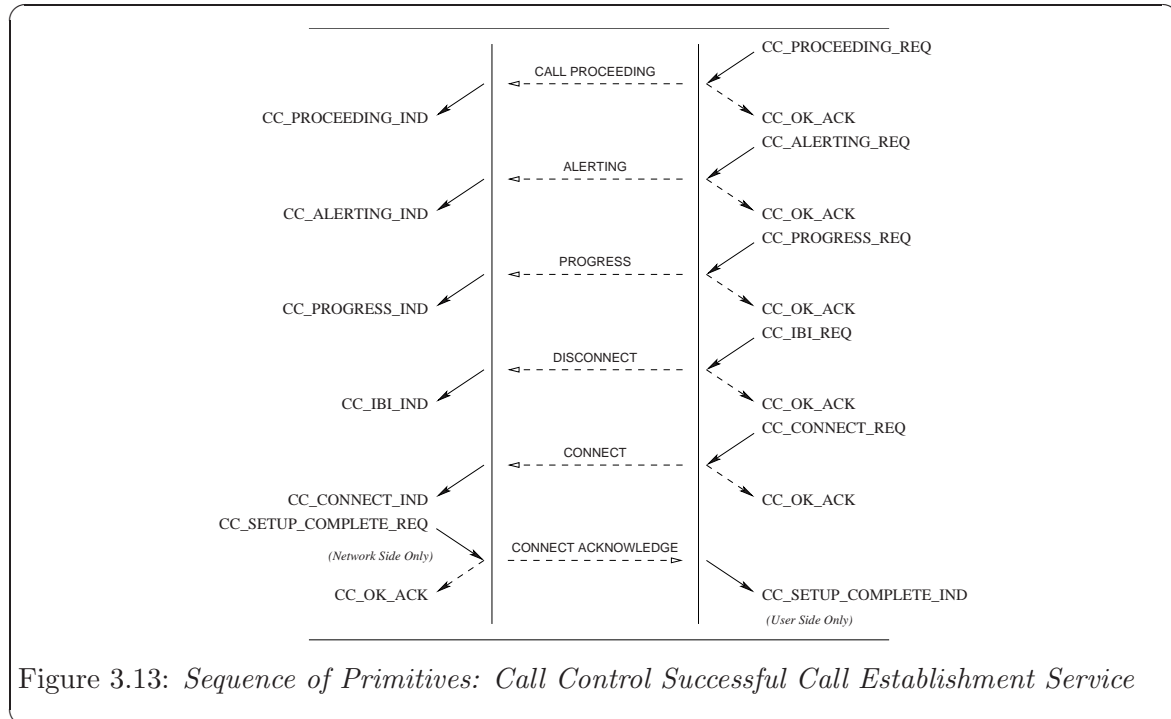 CC_PROCEEDING_REQ
CALL PROCEEDING
CC_PROCEEDING_IND
CC_OK_ACK
CC_ALERTING_REQ
ALERTING
CC_ALERTING_IND
CC_OK_ACK
CC_PROGRESS_REQ
PROGRESS
CC_PROGRESS_IND
CC_OK_ACK
CC_IBI_REQ
DISCONNECT
CC_IBI_IND
CC_OK_ACK
CC_CONNECT_REQ
CONNECT
CC_CONNECT_IND
CC_OK_ACK
CC_SETUP_COMPLETE_REQ
(Network Side Only)
CONNECT ACKNOWLEDGE
CC_OK_ACK
CC_SETUP_COMPLETE_IND
(User Side Only)
Figure 3.13: Sequence of Primitives: Call Control Successful Call Establishment Service